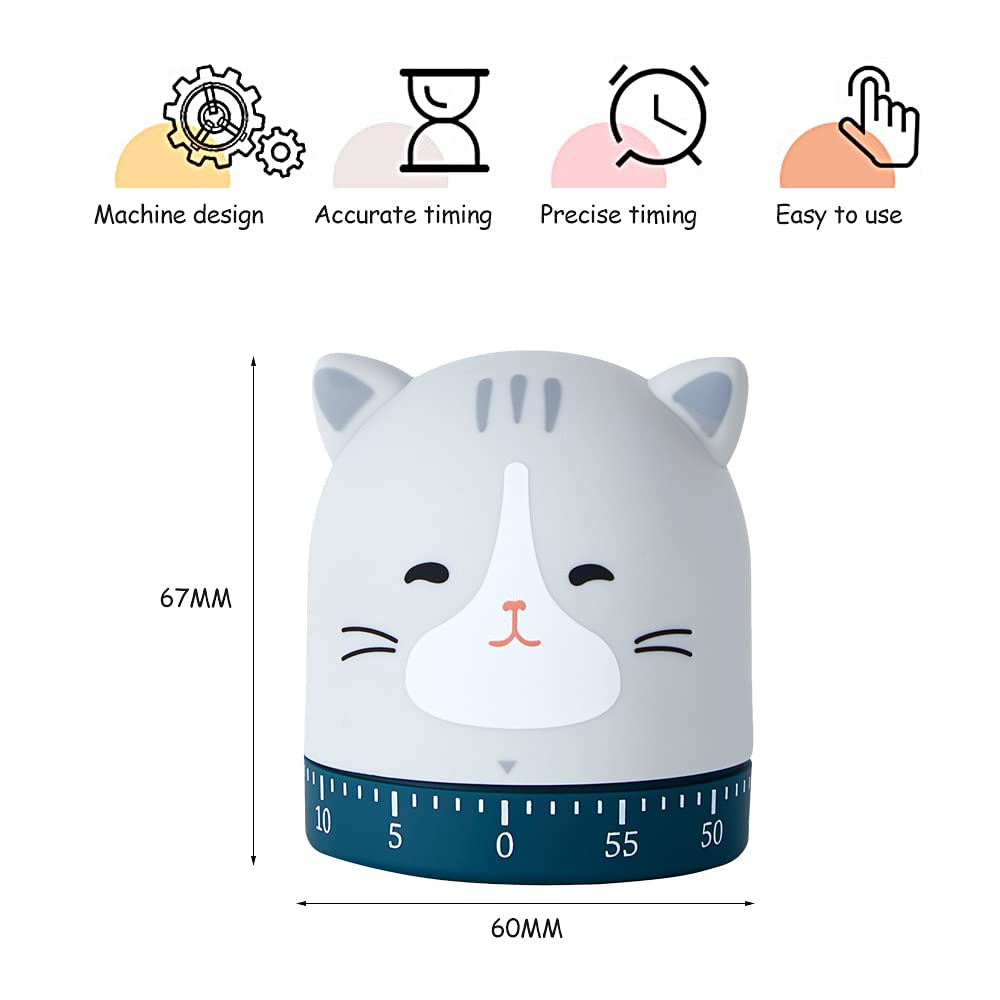 Machine design
Accurate timing
Precise timing
Easy to use
67MM
10 5 0 55 50
60MM